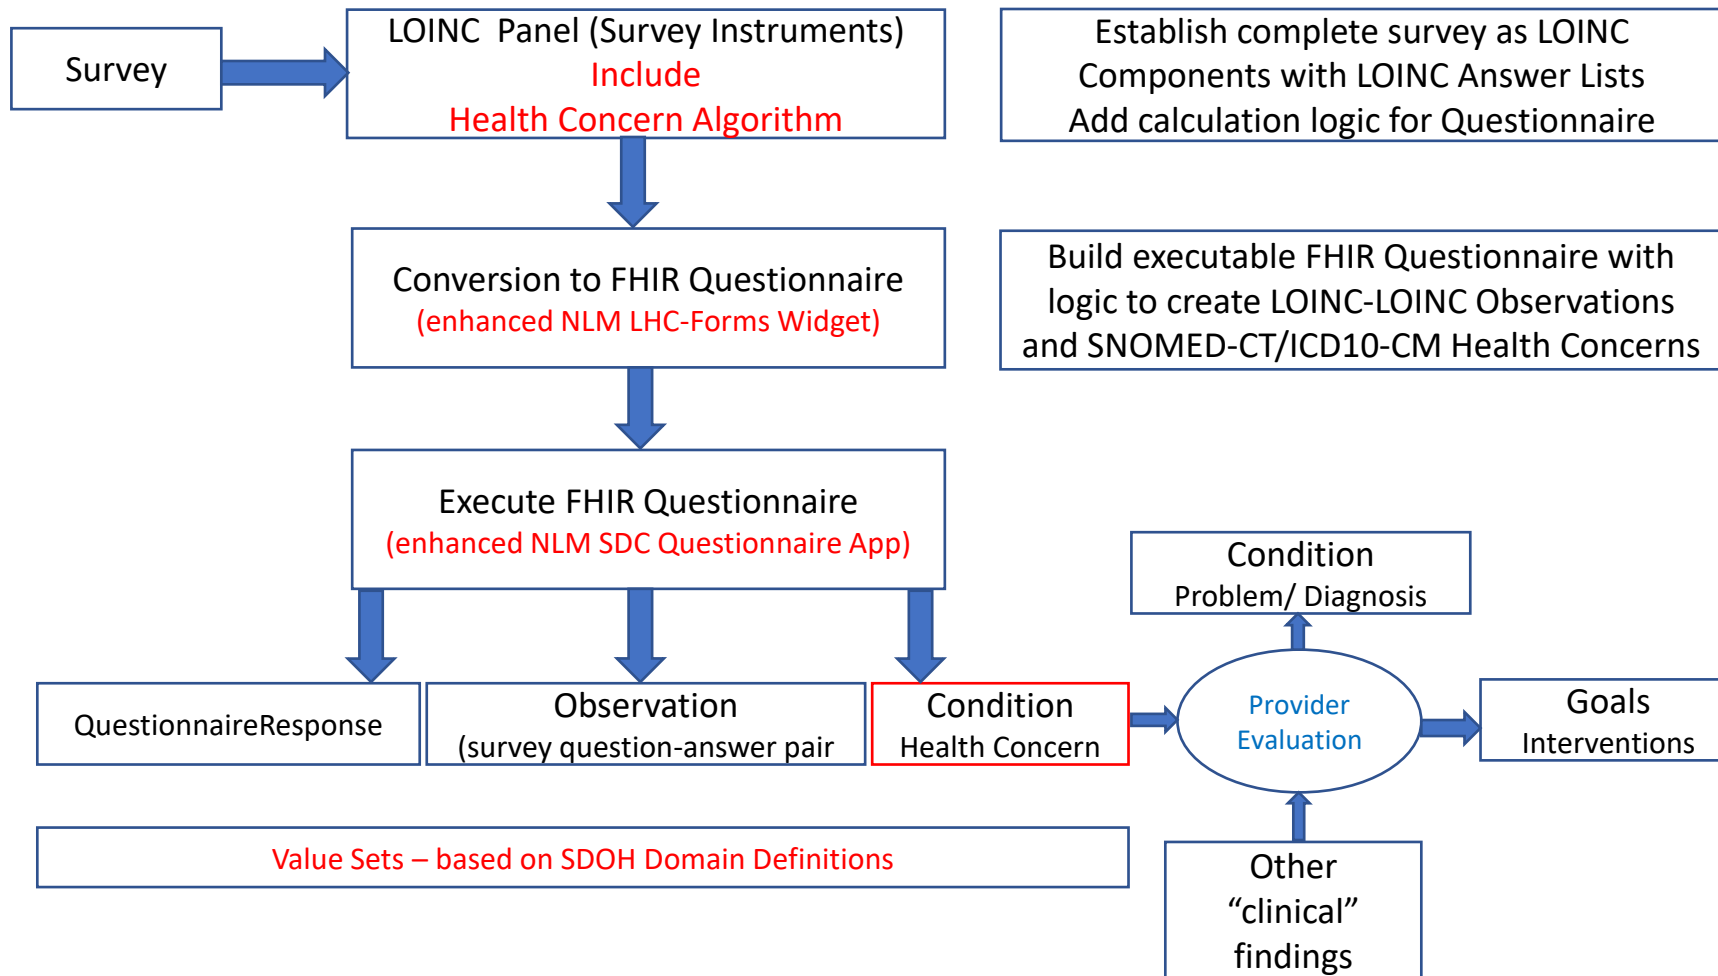 Survey
LOINC  Panel (Survey Instruments)
Include
Health Concern Algorithm
Establish complete survey as LOINC
Components with LOINC Answer Lists
Add calculation logic for Questionnaire
Conversion to FHIR Questionnaire
(enhanced NLM LHC-Forms Widget)
Build executable FHIR Questionnaire with
logic to create LOINC-LOINC Observations
and SNOMED-CT/ICD10-CM Health Concerns
Execute FHIR Questionnaire
(enhanced NLM SDC Questionnaire App)
Condition
Problem/ Diagnosis
QuestionnaireResponse
Observation
(survey question-answer pair
Condition
Health Concern
Provider
Evaluation
Goals
Interventions
Value Sets – based on SDOH Domain Definitions
Other
“clinical”
findings